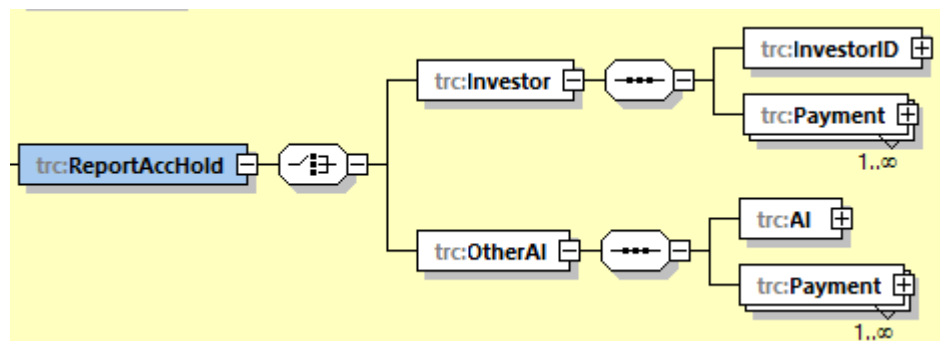 trc:InvestorID
trc:Investor
trc:Payment
1..∞
trc:ReportAccHold
trc:AI
trc:OtherAI
trc:Payment
1..∞